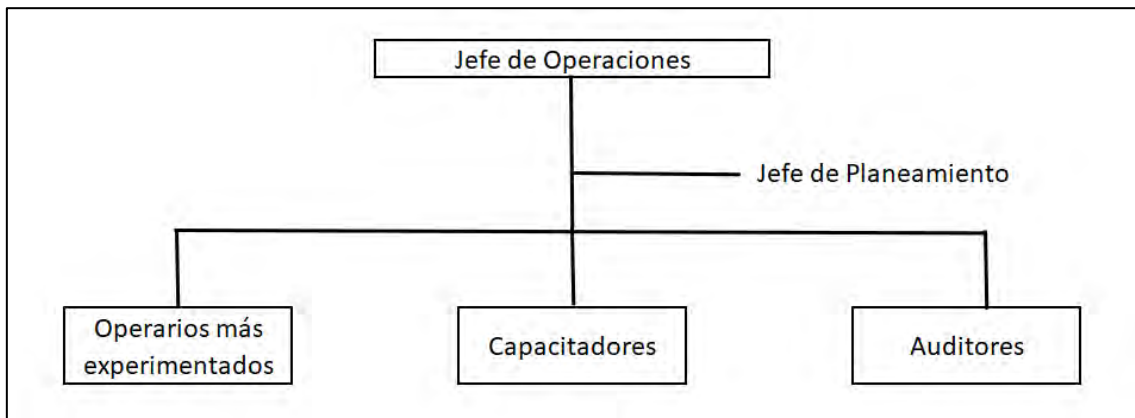 Jefe de Operaciones
Jefe de Planeamiento
Operarios más
experimentados
Capacitadores
Auditores